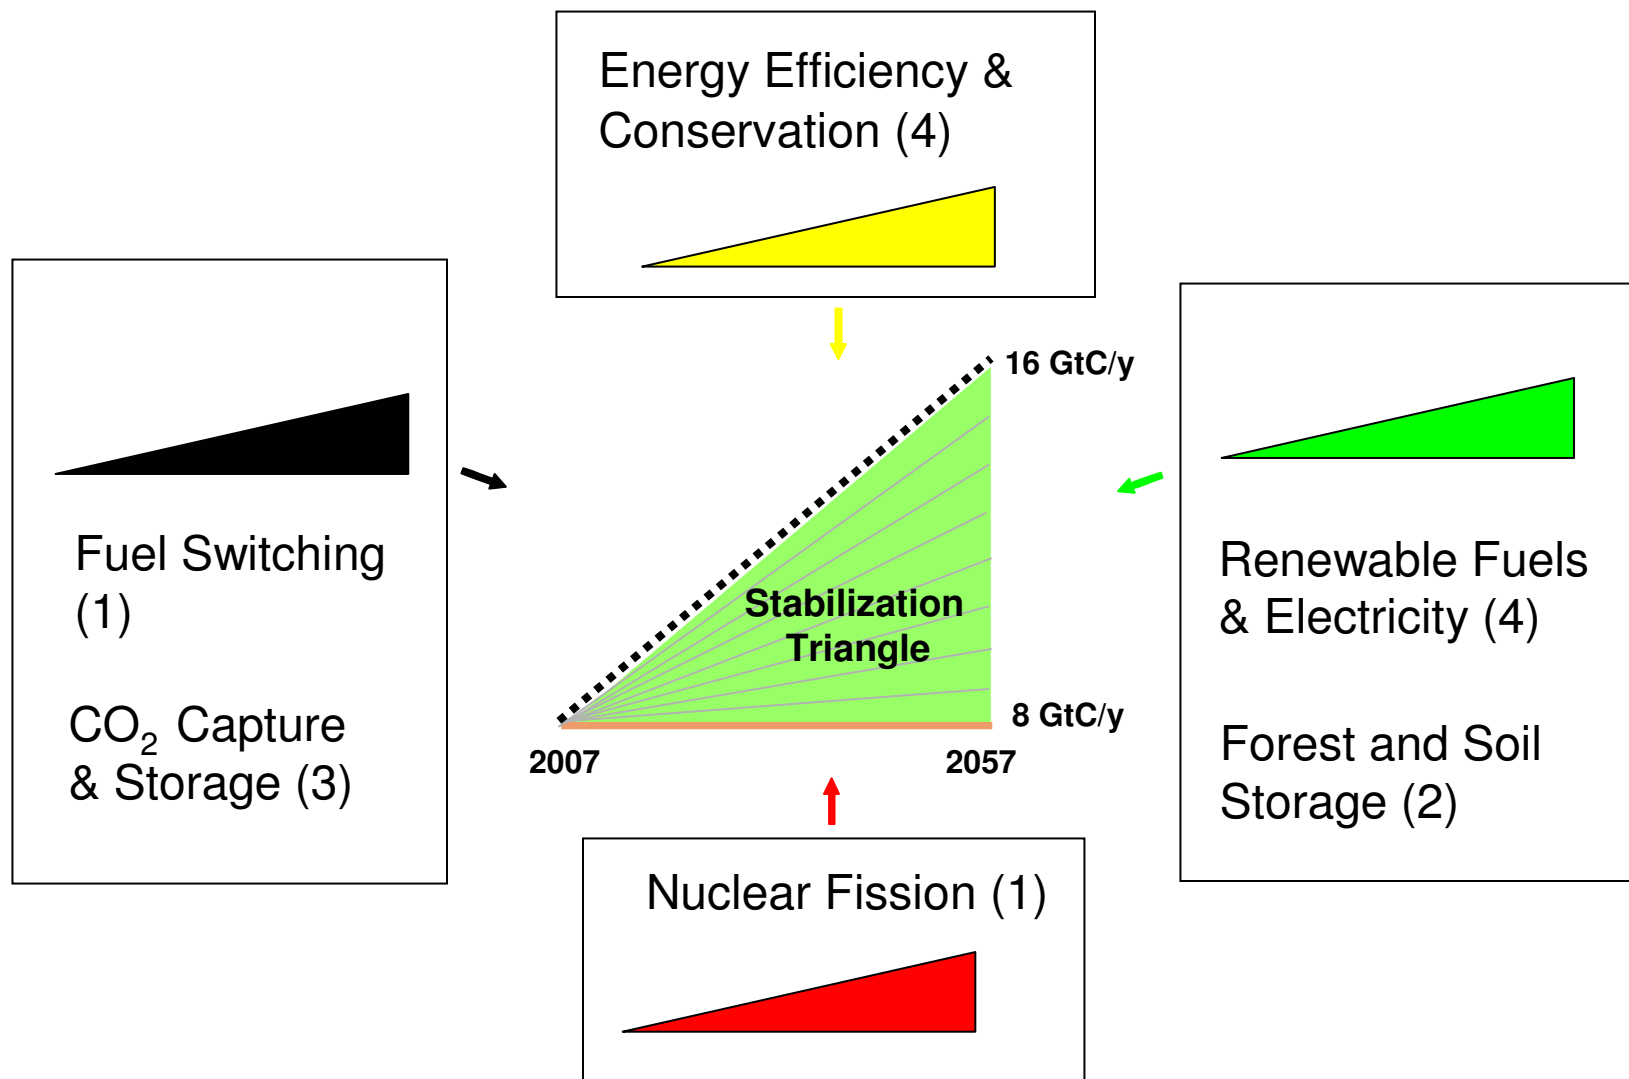 Energy Efficiency &
Conservation (4)
Fuel Switching
(1)
CO₂ Capture
& Storage (3)
16 GtC/y
Stabilization
Triangle
8 GtC/y
2007
2057
Renewable Fuels
& Electricity (4)
Forest and Soil
Storage (2)
Nuclear Fission (1)